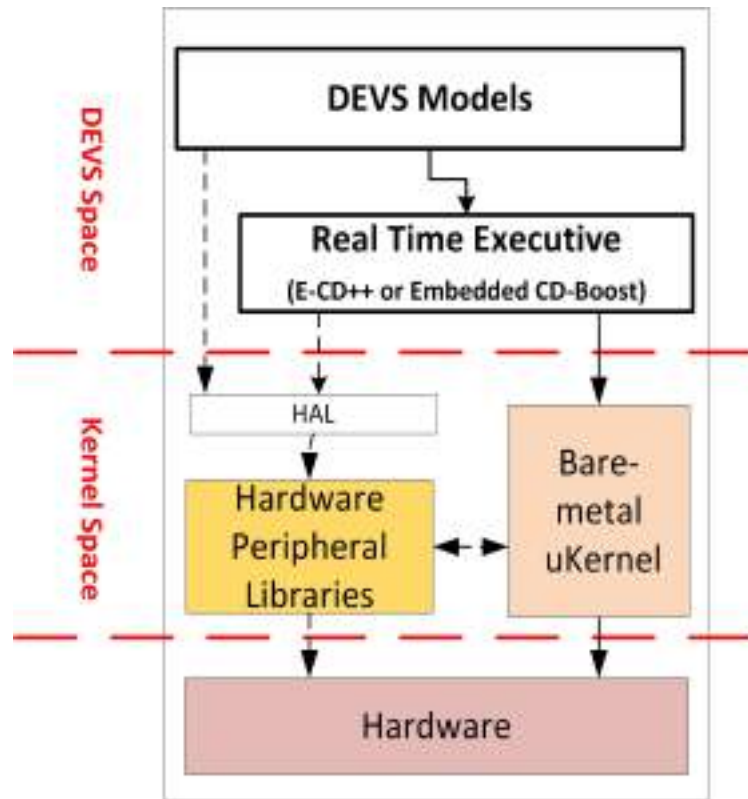 DEVS Models
DEVS Space
Real Time Executive
(E-CD++ or Embedded CD-Boost)
Kernel Space
HAL
Hardware
Peripheral
Libraries
Bare-
metal
uKernel
Hardware